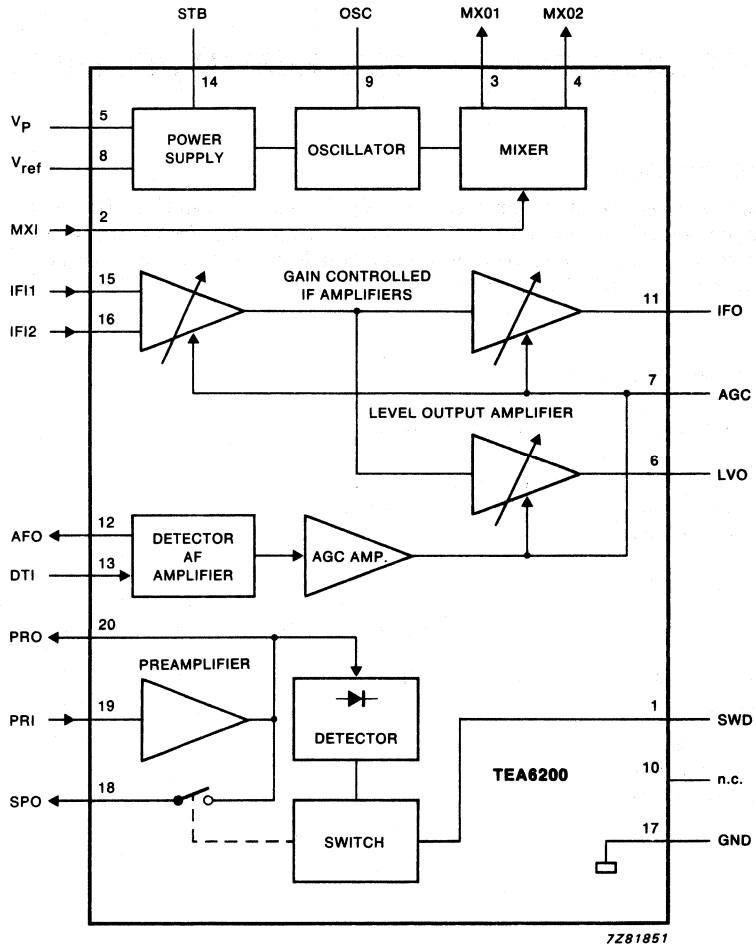 STB OSC MX01 MX02
14 9 3 4
VP 5
Vref 8
POWER
SUPPLY
OSCILLATOR
MIXER
MXI 2
IFI1 15
IFI2 16
GAIN CONTROLLED
IF AMPLIFIERS
11 IFO
7 AGC
LEVEL OUTPUT AMPLIFIER
6 LVO
AFO 12
DTI 13
DETECTOR
AF
AMPLIFIER
AGC AMP.
PRO 20
PREAMPLIFIER
PRI 19
DETECTOR
1 SWD
TEA6200
10 n.c.
SPO 18
SWITCH
17 GND
7Z81851